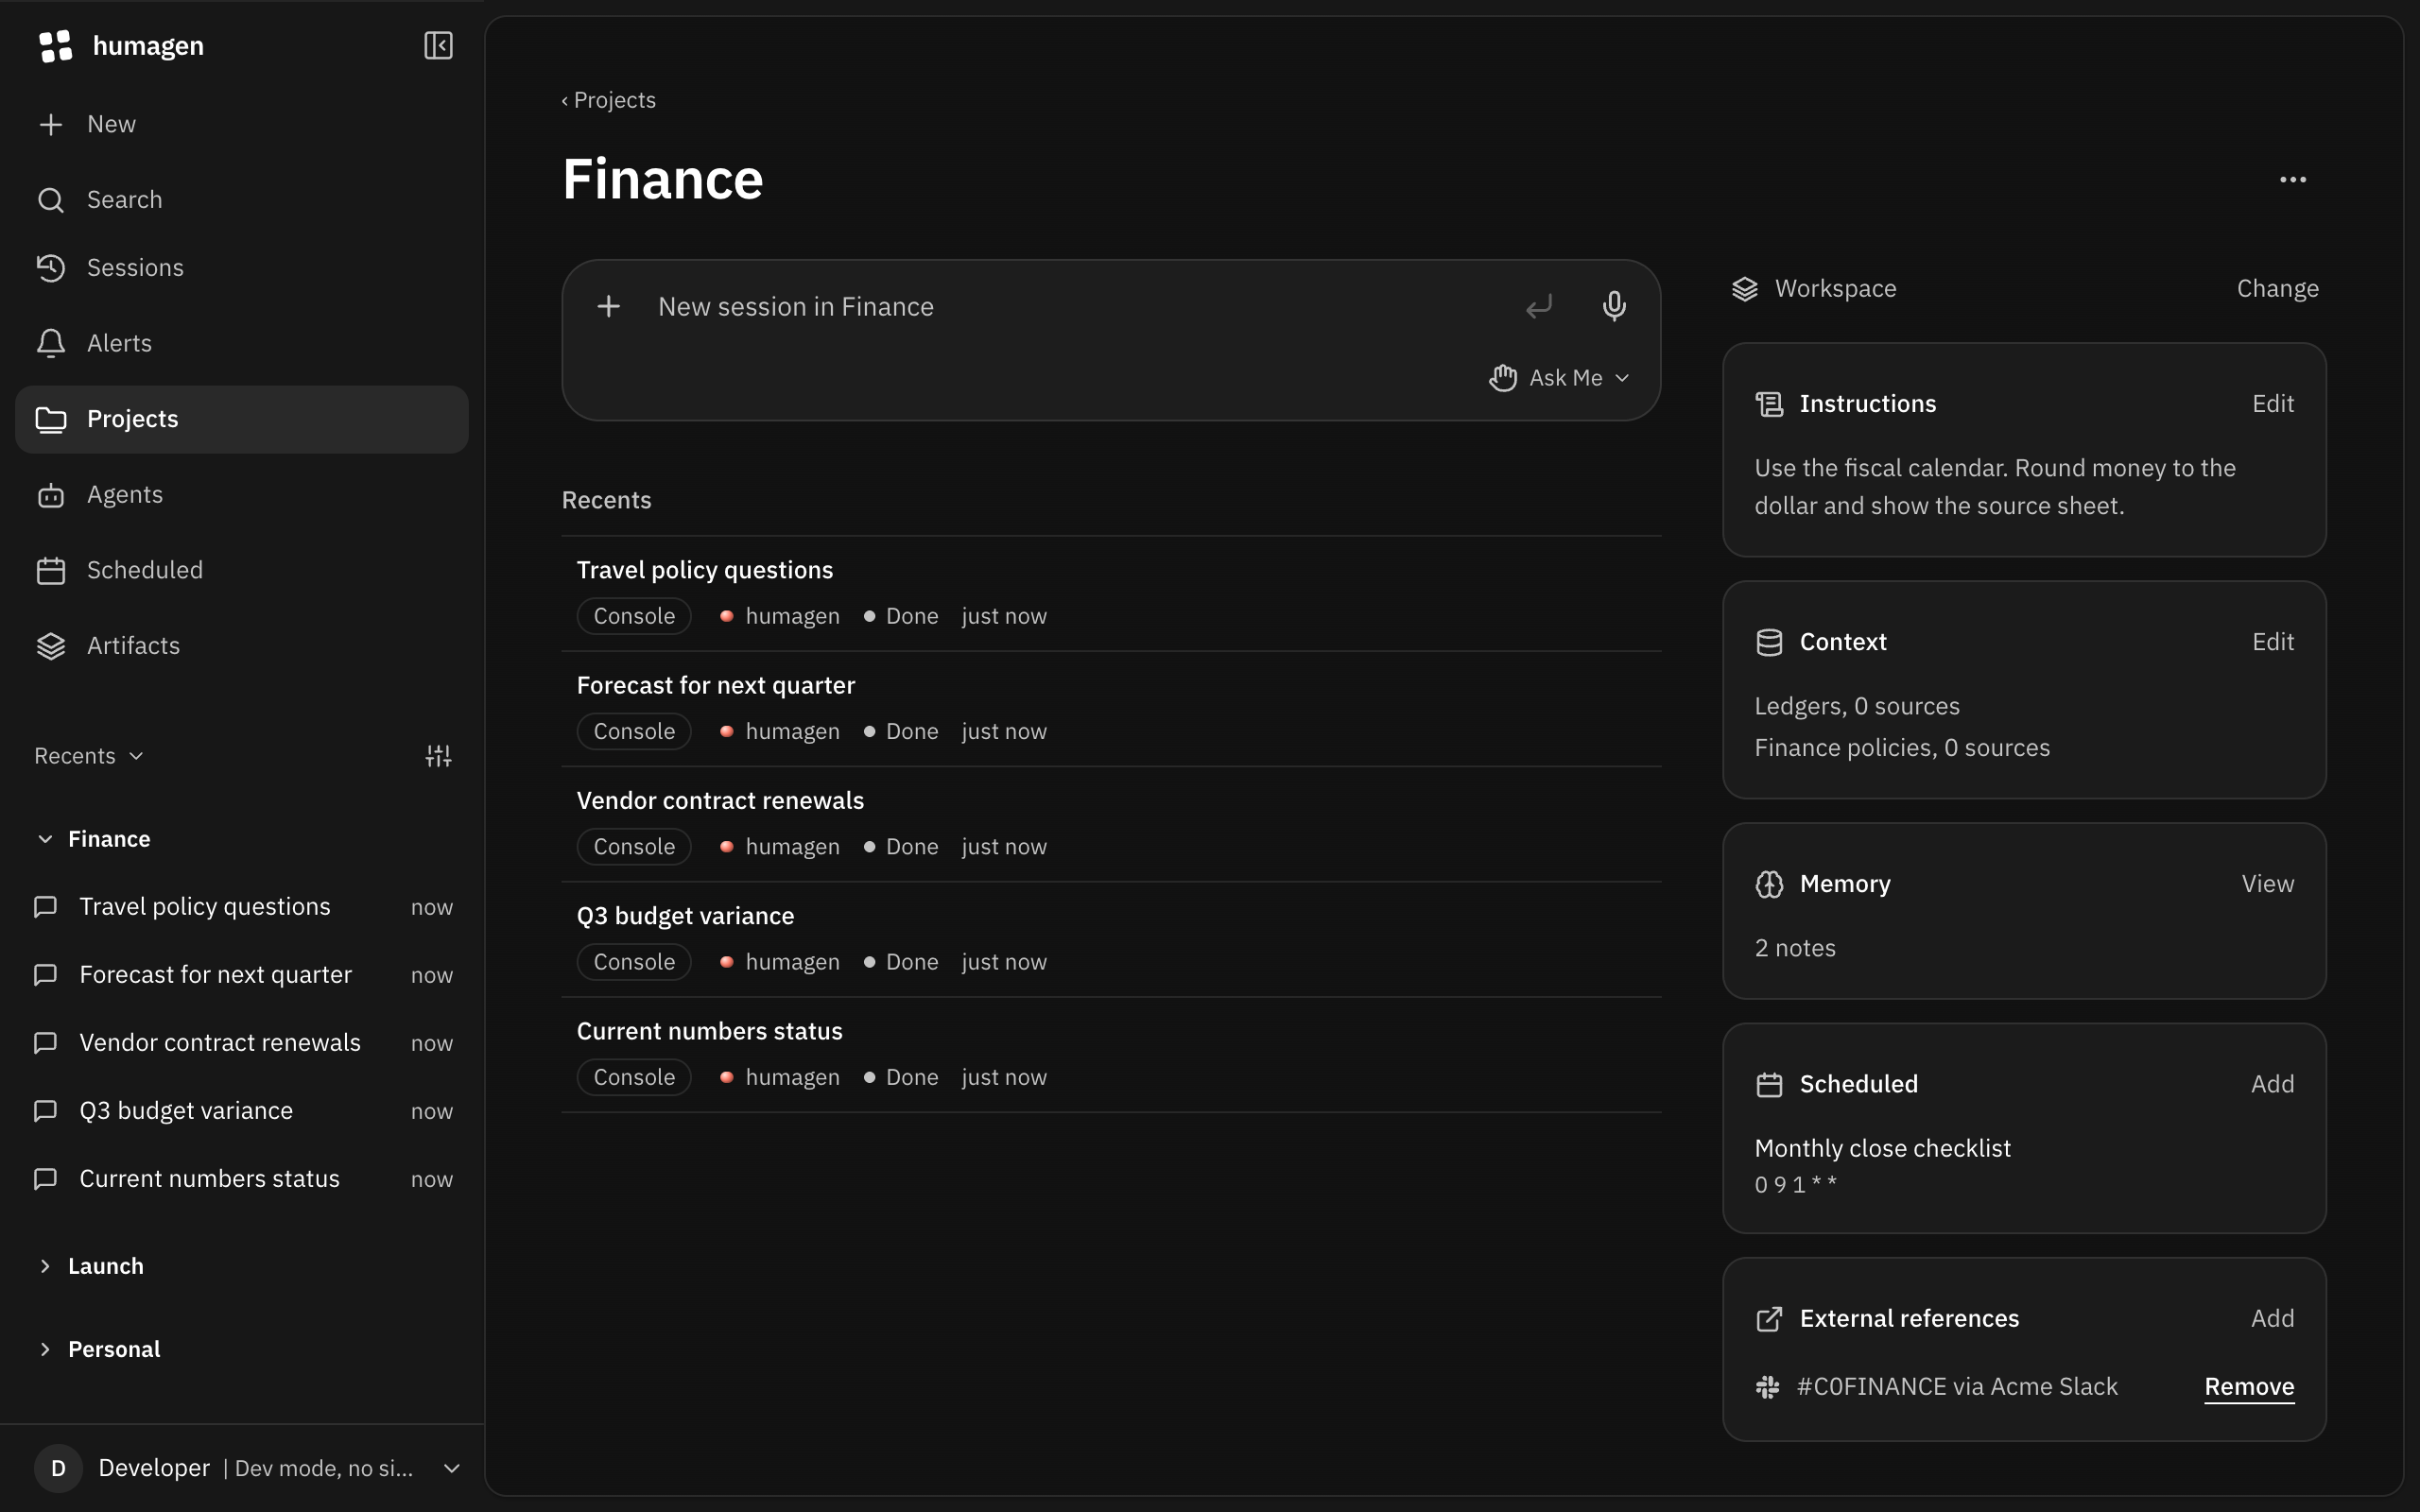 humagen
New
Search
Sessions
Alerts
Projects
Agents
Scheduled
Artifacts
Recents
Finance
Travel policy questions now
Forecast for next quarter now
Vendor contract renewals now
Q3 budget variance now
Current numbers status now
Launch
Personal
D Developer | Dev mode, no si...
‹ Projects
Finance
New session in Finance
Ask Me
Recents
Travel policy questions
Console humagen Done just now
Forecast for next quarter
Console humagen Done just now
Vendor contract renewals
Console humagen Done just now
Q3 budget variance
Console humagen Done just now
Current numbers status
Console humagen Done just now
Workspace Change
Instructions Edit
Use the fiscal calendar. Round money to the
dollar and show the source sheet.
Context Edit
Ledgers, 0 sources
Finance policies, 0 sources
Memory View
2 notes
Scheduled Add
Monthly close checklist
0 9 1 * *
External references Add
#C0FINANCE via Acme Slack Remove